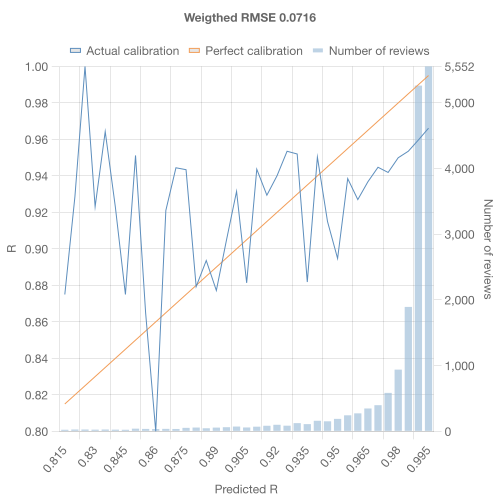 Weigthed RMSE 0.0716
Actual calibration Perfect calibration Number of reviews
1.00 5,552
0.98 5,000
0.96
0.94 4,000
0.92
0.90 3,000
0.88
0.86 2,000
0.84
0.82 1,000
0.80 0
R
Number of reviews
0.815 0.83 0.845 0.86 0.875 0.89 0.905 0.92 0.935 0.95 0.965 0.98 0.995
Predicted R